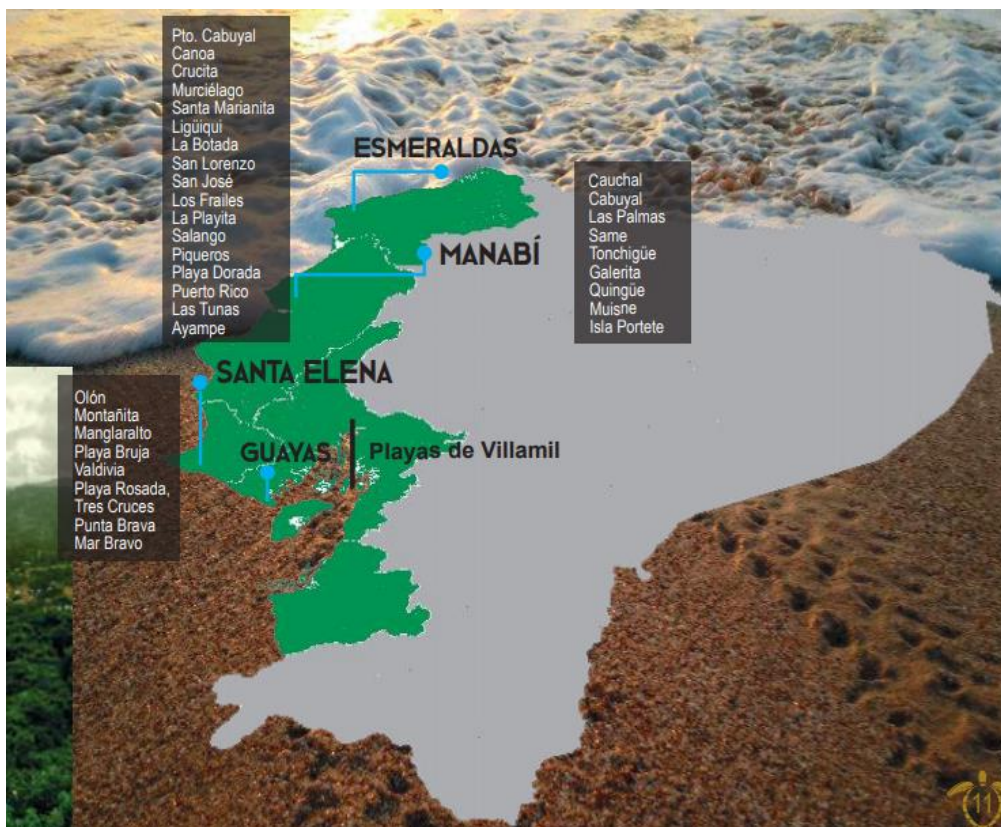 Pto. Cabuyal
Canoa
Crucita
Murciélago
Santa Marianita
Ligüiqui
La Botada
San Lorenzo
San José
Los Frailes
La Playita
Salango
Piqueros
Playa Dorada
Puerto Rico
Las Tunas
Ayampe
ESMERALDAS
MANABÍ
Cauchal
Cabuyal
Las Palmas
Same
Tonchigüe
Galerita
Quingüe
Muisne
Isla Portete
SANTA ELENA
Olón
Montañita
Manglaralto
Playa Bruja
Valdivia
Playa Rosada,
Tres Cruces
Punta Brava
Mar Bravo
GUAYAS
Playas de Villamil
11